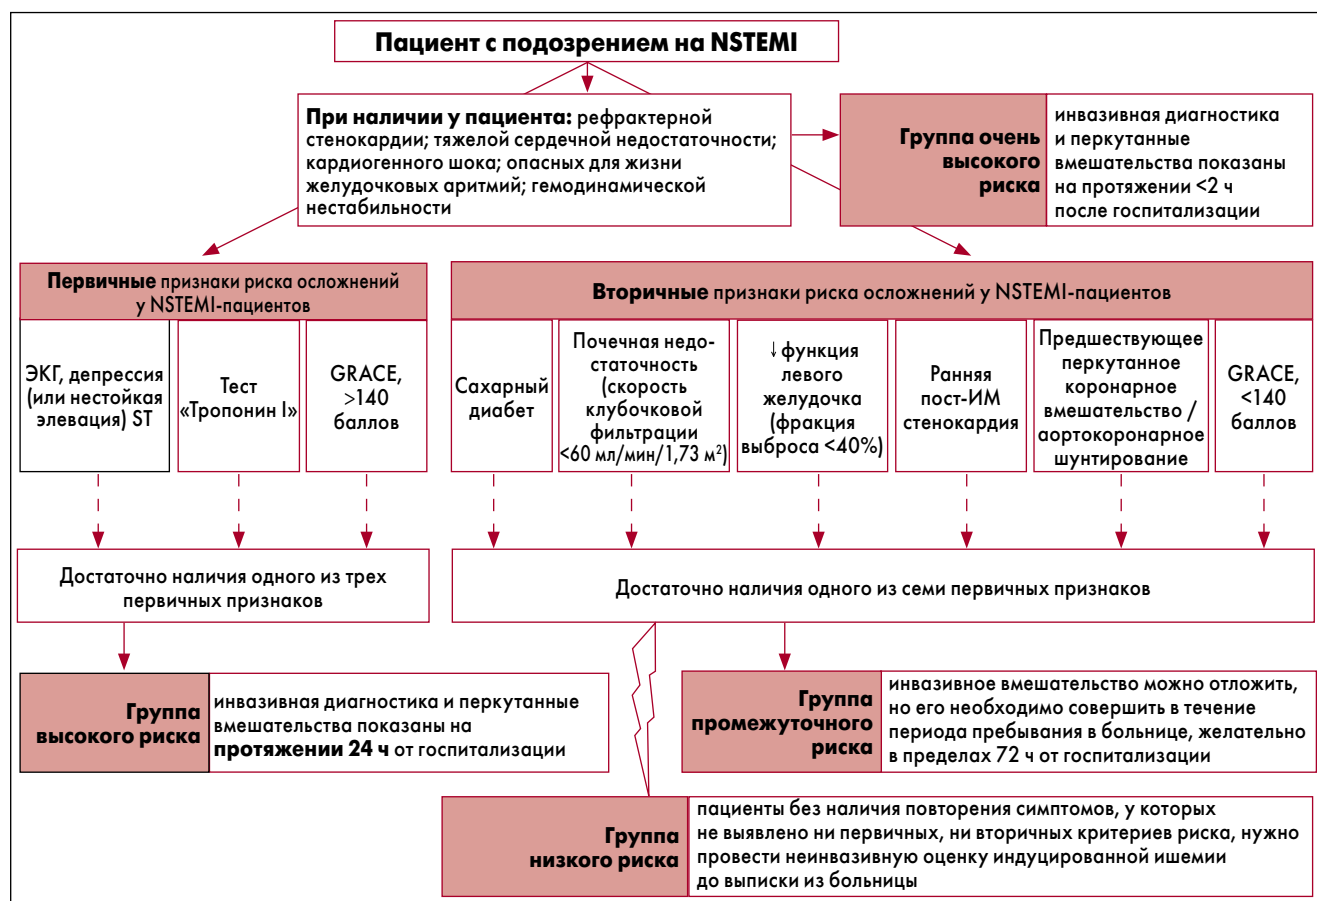 Пациент с подозрением на NSTEMI
При наличии у пациента: рефрактерной
стенокардии; тяжелой сердечной недостаточности;
кардиогенного шока; опасных для жизни
желудочковых аритмий; гемодинамической
нестабильности
Группа очень
высокого
риска
инвазивная диагностика
и перкутанные
вмешательства показаны
на протяжении <2 ч
после госпитализации
Первичные признаки риска осложнений
у NSTEMI-пациентов
Вторичные признаки риска осложнений у NSTEMI-пациентов
ЭКГ, депрессия
(или нестойкая
элевация) ST
Тест
«Тропонин I»
GRACE,
>140
баллов
Сахарный
диабет
Почечная недо-
статочность
(скорость
клубочковой
фильтрации
<60 мл/мин/1,73 м²)
↓ функция
левого
желудочка
(фракция
выброса <40%)
Ранняя
пост-ИМ
стенокардия
Предшествующее
перкутанное
коронарное
вмешательство /
аортокоронарное
шунтирование
GRACE,
<140
баллов
Достаточно наличия одного из трех
первичных признаков
Достаточно наличия одного из семи первичных признаков
Группа
высокого риска
инвазивная диагностика и перкутанные
вмешательства показаны на
протяжении 24 ч от госпитализации
Группа
промежуточного
риска
инвазивное вмешательство можно отложить,
но его необходимо совершить в течение
периода пребывания в больнице, желательно
в пределах 72 ч от госпитализации
Группа
низкого риска
пациенты без наличия повторения симптомов, у которых
не выявлено ни первичных, ни вторичных критериев риска, нужно
провести неинвазивную оценку индуцированной ишемии
до выписки из больницы